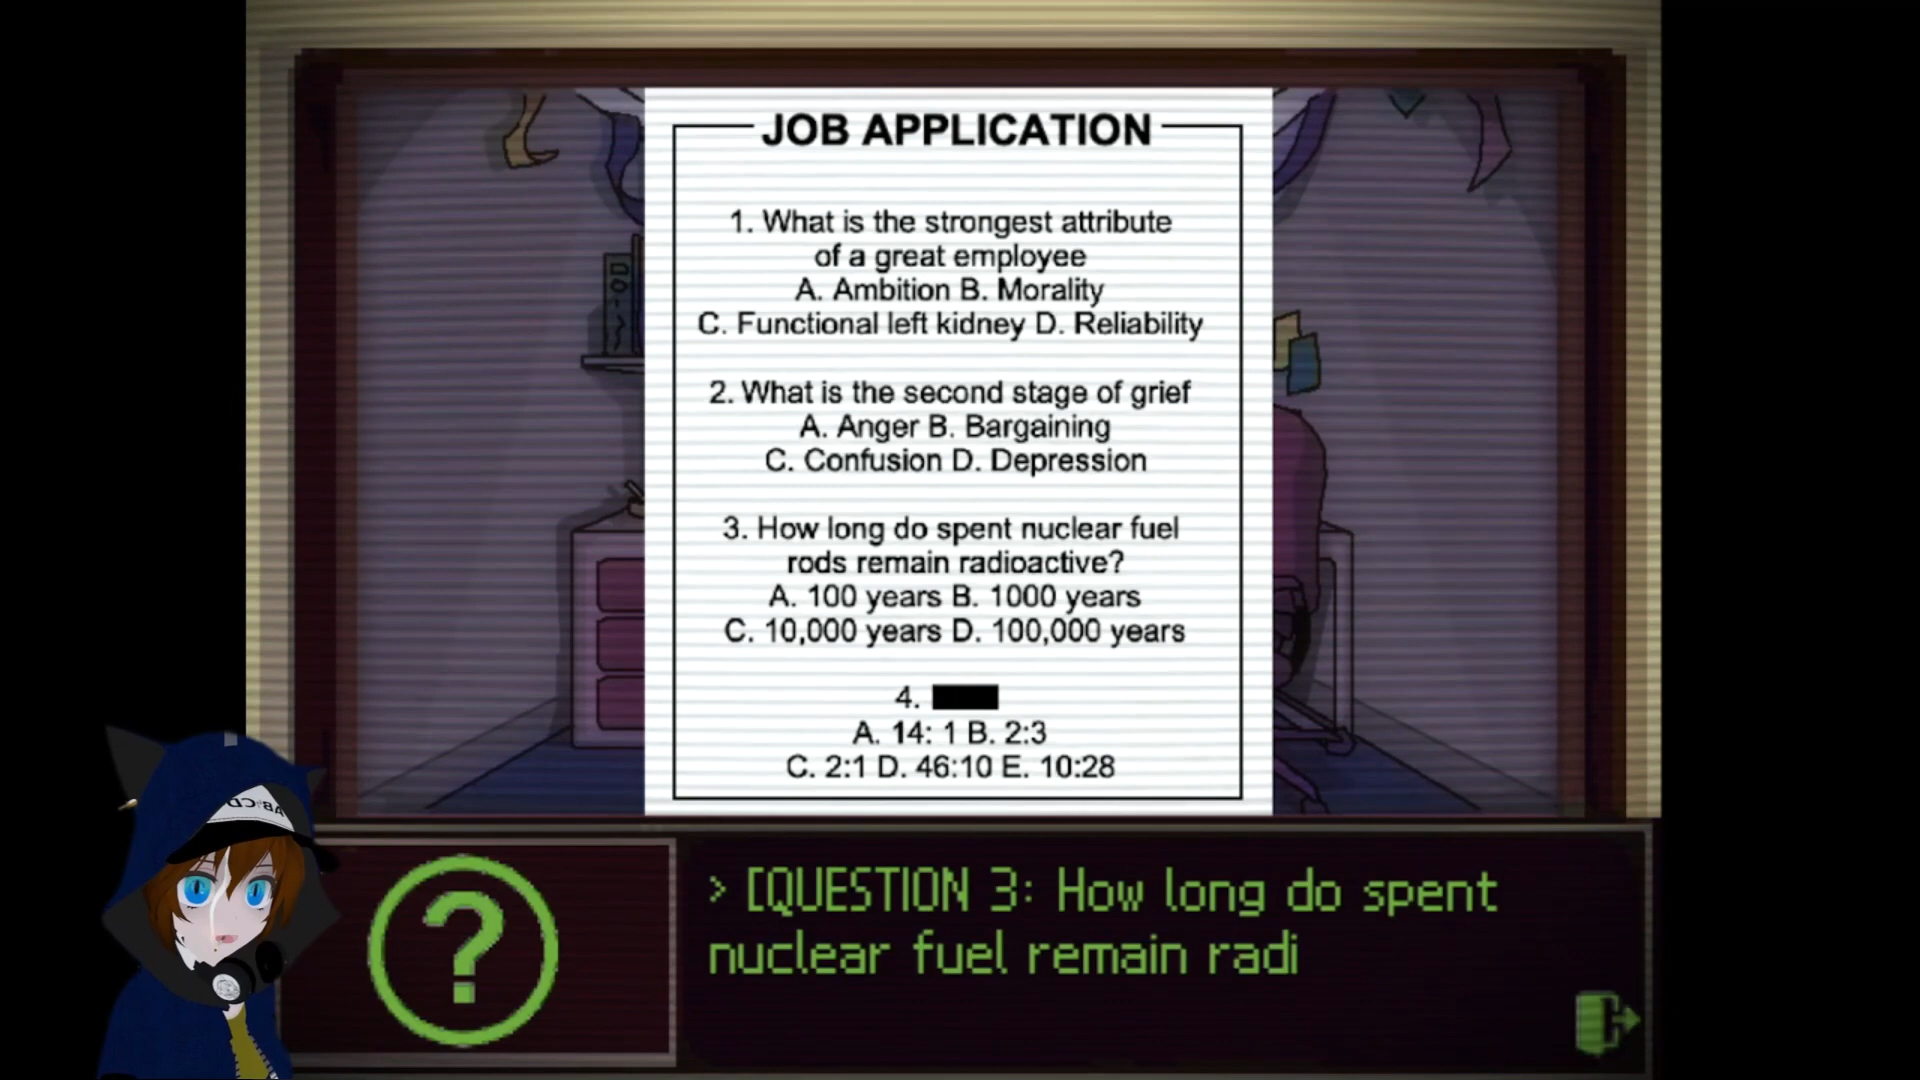 JOB APPLICATION
1. What is the strongest attribute
of a great employee
A. Ambition B. Morality
C. Functional left kidney D. Reliability
2. What is the second stage of grief
A. Anger B. Bargaining
C. Confusion D. Depression
3. How long do spent nuclear fuel
rods remain radioactive?
A. 100 years B. 1000 years
C. 10,000 years D. 100,000 years
4.
A. 14: 1 B. 2:3
C. 2:1 D. 46:10 E. 10:28
> [QUESTION 3: How long do spent
nuclear fuel remain radi
?